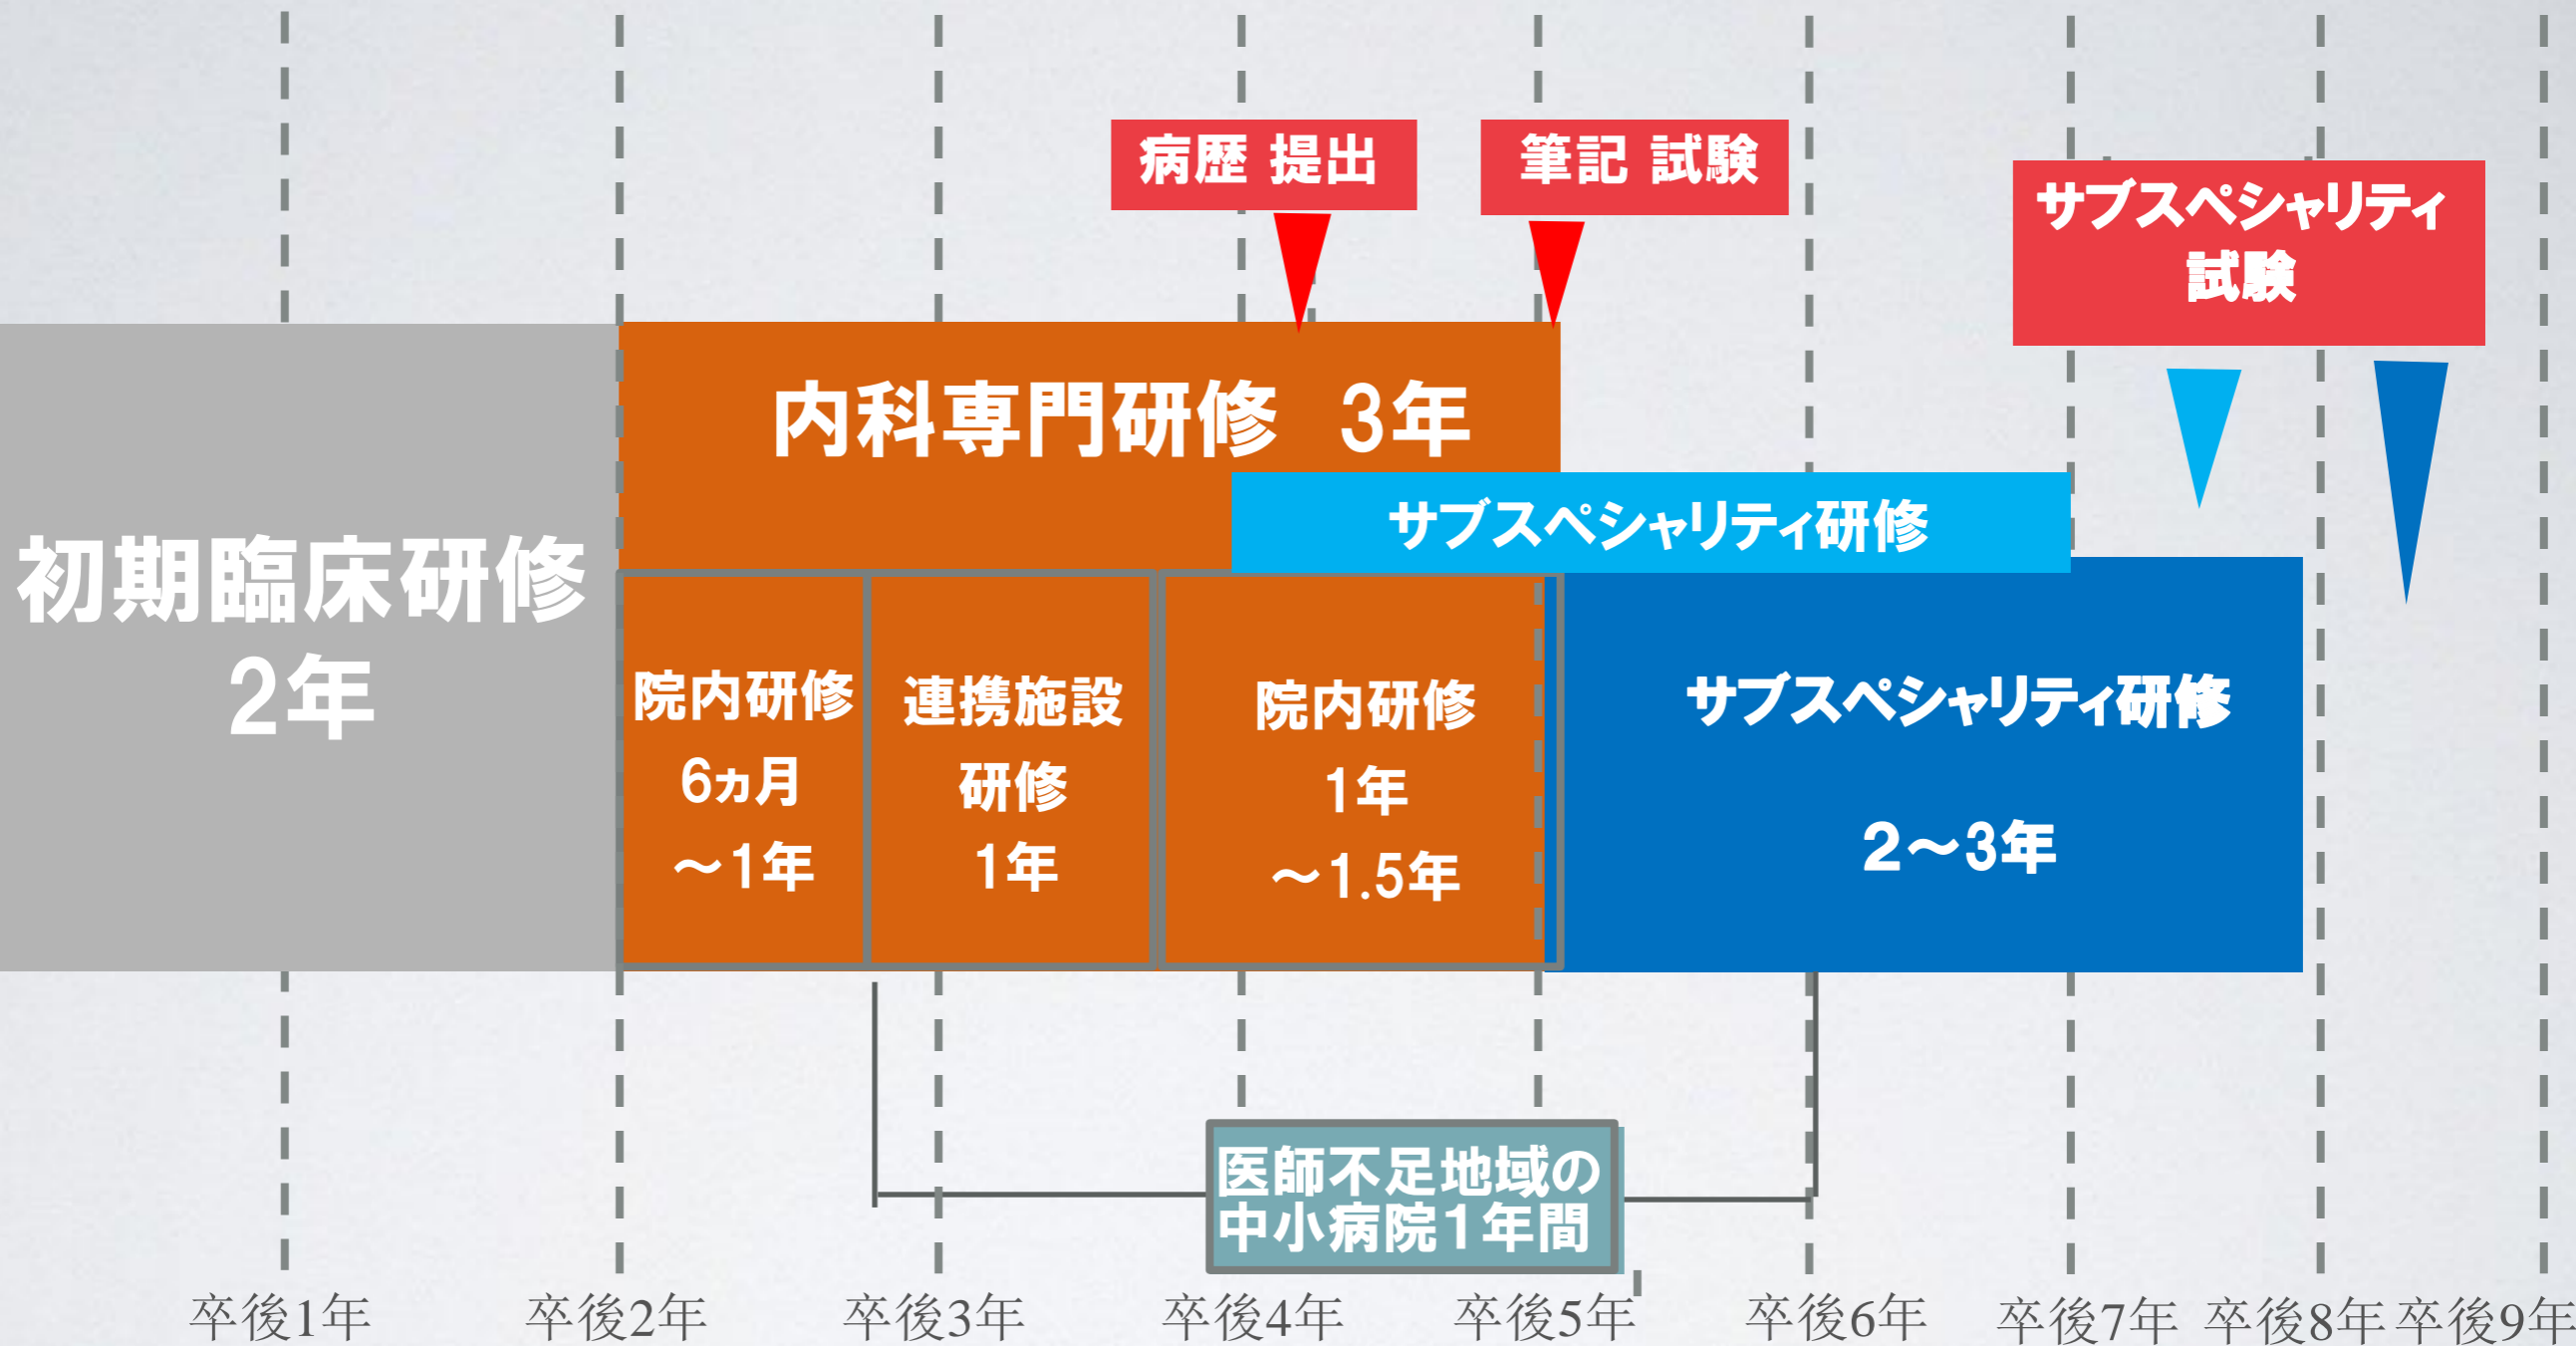 病歴 提出
筆記 試験
サブスペシャリティ
試験
内科専門研修 3年
サブスペシャリティ研修
初期臨床研修
2年
院内研修
6ヵ月
～1年
連携施設
研修
1年
院内研修
1年
～1.5年
サブスペシャリティ研修
2～3年
医師不足地域の
中小病院1年間
卒後1年
卒後2年
卒後3年
卒後4年
卒後5年
卒後6年
卒後7年
卒後8年
卒後9年